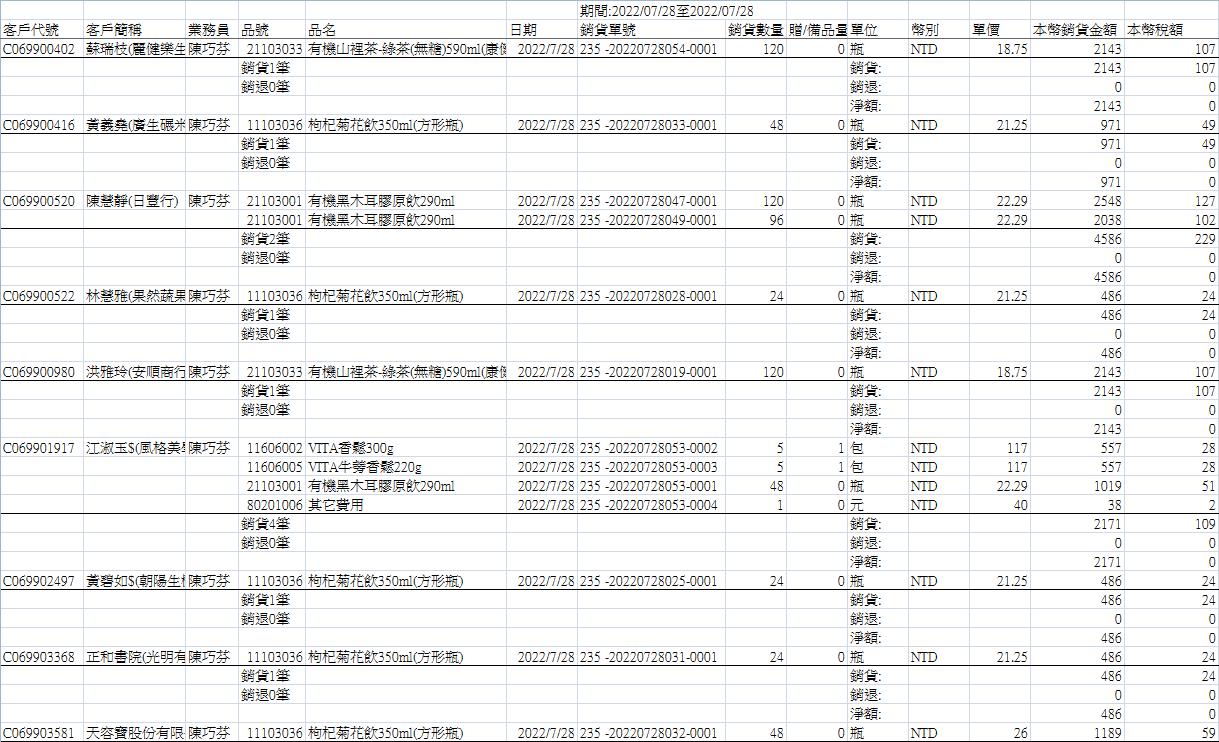 期間:2022/07/28至2022/07/28
客戶代號 客戶簡稱 業務員 品號 品名 日期 銷貨單號 銷貨數量 贈/備品量 單位 幣別 單價 本幣銷貨金額 本幣稅額
C069900402 蘇瑞枝(麗健樂生 陳巧芬 21103033 有機山裡茶-綠茶(無糖)590ml(康健 2022/7/28 235 -20220728054-0001 120 0 瓶 NTD 18.75 2143 107
銷貨1筆 銷貨: 2143 107
銷退0筆 銷退: 0 0
淨額: 2143 0
C069900416 黃義堯(廣生碾米 陳巧芬 11103036 枸杞菊花飲350ml(方形瓶) 2022/7/28 235 -20220728033-0001 48 0 瓶 NTD 21.25 971 49
銷貨1筆 銷貨: 971 49
銷退0筆 銷退: 0 0
淨額: 971 0
C069900520 陳慧靜(日豐行) 陳巧芬 21103001 有機黑木耳膠原飲290ml 2022/7/28 235 -20220728047-0001 120 0 瓶 NTD 22.29 2548 127
21103001 有機黑木耳膠原飲290ml 2022/7/28 235 -20220728049-0001 96 0 瓶 NTD 22.29 2038 102
銷貨2筆 銷貨: 4586 229
銷退0筆 銷退: 0 0
淨額: 4586 0
C069900522 林慧雅(果然蔬果 陳巧芬 11103036 枸杞菊花飲350ml(方形瓶) 2022/7/28 235 -20220728028-0001 24 0 瓶 NTD 21.25 486 24
銷貨1筆 銷貨: 486 24
銷退0筆 銷退: 0 0
淨額: 486 0
C069900980 洪雅玲(安順商行 陳巧芬 21103033 有機山裡茶-綠茶(無糖)590ml(康健 2022/7/28 235 -20220728019-0001 120 0 瓶 NTD 18.75 2143 107
銷貨1筆 銷貨: 2143 107
銷退0筆 銷退: 0 0
淨額: 2143 0
C069901917 江淑玉$(風格美 陳巧芬 11606002 VITA香鬆300g 2022/7/28 235 -20220728053-0002 5 1 包 NTD 117 557 28
11606005 VITA牛蒡香鬆220g 2022/7/28 235 -20220728053-0003 5 1 包 NTD 117 557 28
21103001 有機黑木耳膠原飲290ml 2022/7/28 235 -20220728053-0001 48 0 瓶 NTD 22.29 1019 51
80201006 其它費用 2022/7/28 235 -20220728053-0004 1 0 元 NTD 40 38 2
銷貨4筆 銷貨: 2171 109
銷退0筆 銷退: 0 0
淨額: 2171 0
C069902497 黃碧如$(朝陽生 陳巧芬 11103036 枸杞菊花飲350ml(方形瓶) 2022/7/28 235 -20220728025-0001 24 0 瓶 NTD 21.25 486 24
銷貨1筆 銷貨: 486 24
銷退0筆 銷退: 0 0
淨額: 486 0
C069903368 正和書院(光明有 陳巧芬 11103036 枸杞菊花飲350ml(方形瓶) 2022/7/28 235 -20220728031-0001 24 0 瓶 NTD 21.25 486 24
銷貨1筆 銷貨: 486 24
銷退0筆 銷退: 0 0
淨額: 486 0
C069903581 天容寶股份有限 陳巧芬 11103036 枸杞菊花飲350ml(方形瓶) 2022/7/28 235 -20220728032-0001 48 0 瓶 NTD 26 1189 59